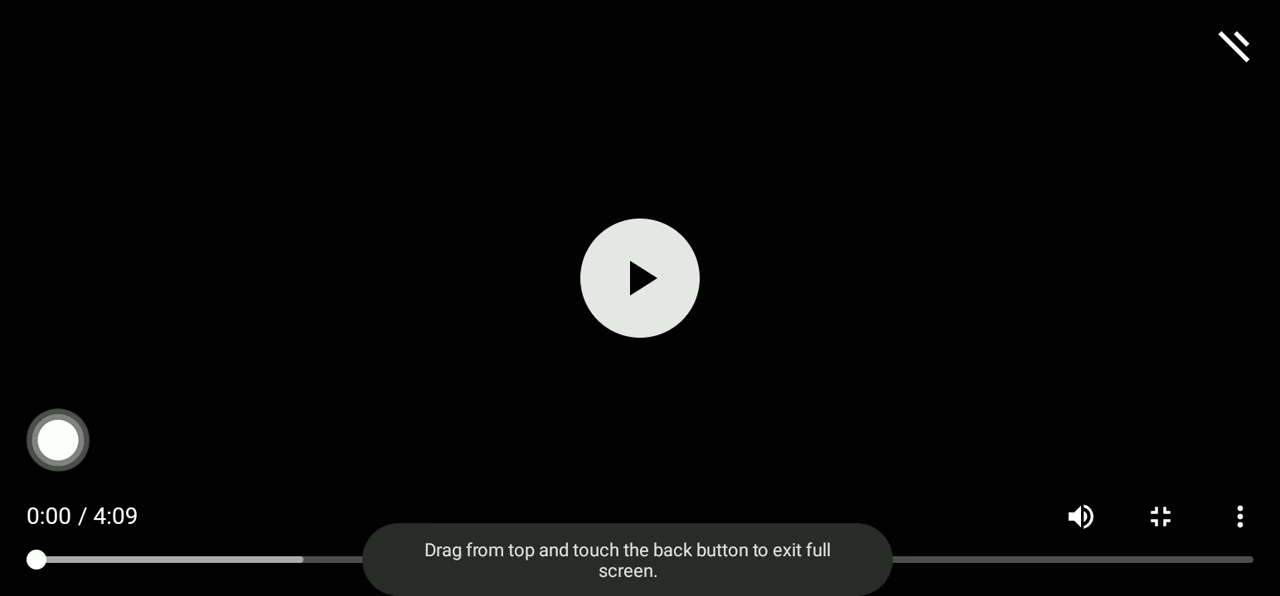 0:00 / 4:09
Drag from top and touch the back button to exit full
screen.